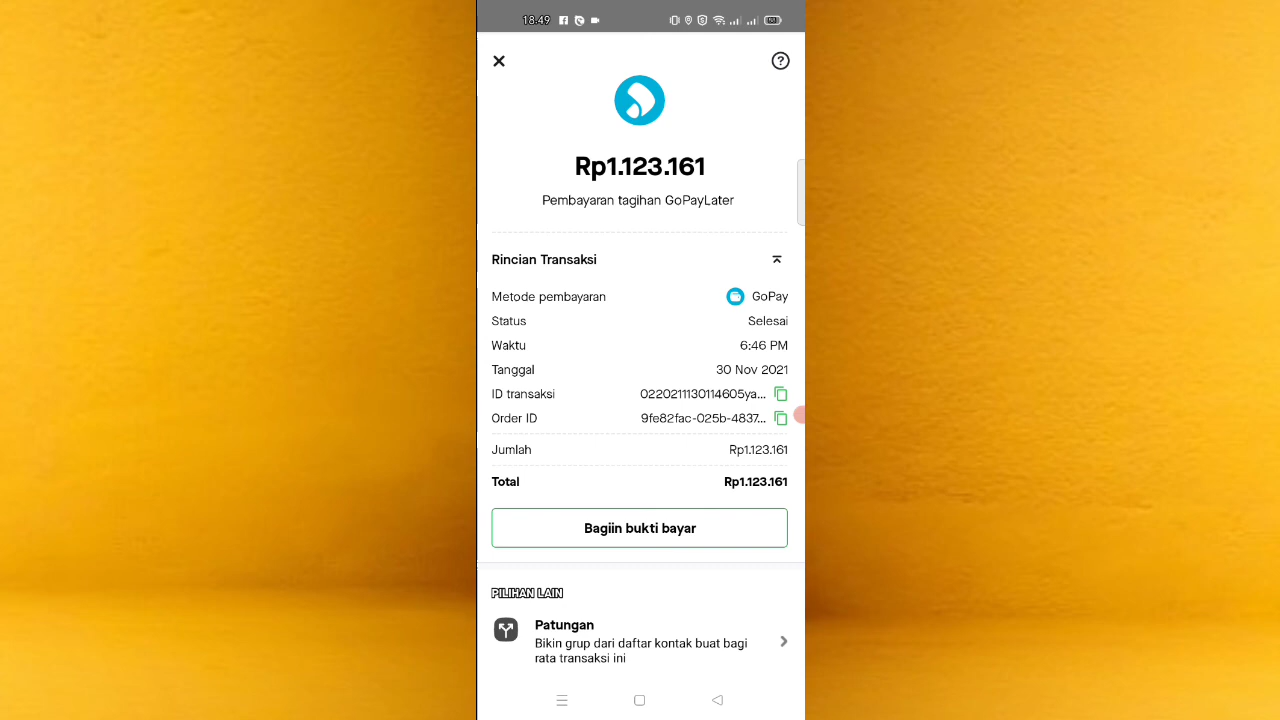 18.49
Rp1.123.161
Pembayaran tagihan GoPayLater
Rincian Transaksi
Metode pembayaran GoPay
Status Selesai
Waktu 6:46 PM
Tanggal 30 Nov 2021
ID transaksi 0220211130114605ya...
Order ID 9fe82fac-025b-4837...
Jumlah Rp1.123.161
Total Rp1.123.161
Bagiin bukti bayar
PILIHAN LAIN
Patungan
Bikin grup dari daftar kontak buat bagi
rata transaksi ini